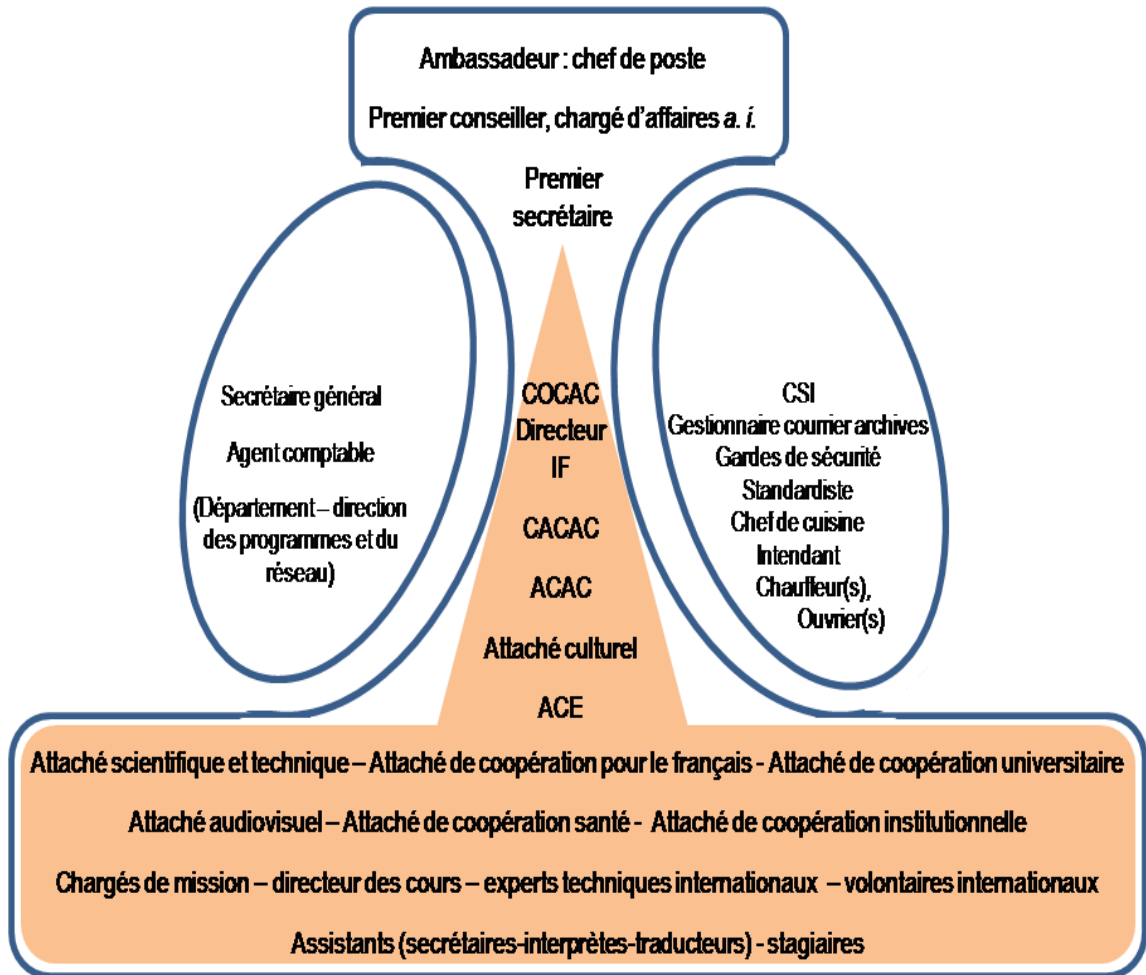 Ambassadeur : chef de poste
Premier conseiller, chargé d'affaires a. i.
Premier
secrétaire
Secrétaire général
Agent comptable
(Département – direction
des programmes et du
réseau)
COCAC
Directeur
IF
CACAC
ACAC
Attaché culturel
ACE
CSI
Gestionnaire courrier archives
Gardes de sécurité
Standardiste
Chef de cuisine
Intendant
Chauffeur(s),
Ouvrier(s)
Attaché scientifique et technique – Attaché de coopération pour le français - Attaché de coopération universitaire
Attaché audiovisuel – Attaché de coopération santé - Attaché de coopération institutionnelle
Chargés de mission – directeur des cours – experts techniques internationaux – volontaires internationaux
Assistants (secrétaires-interprètes-traducteurs) - stagiaires